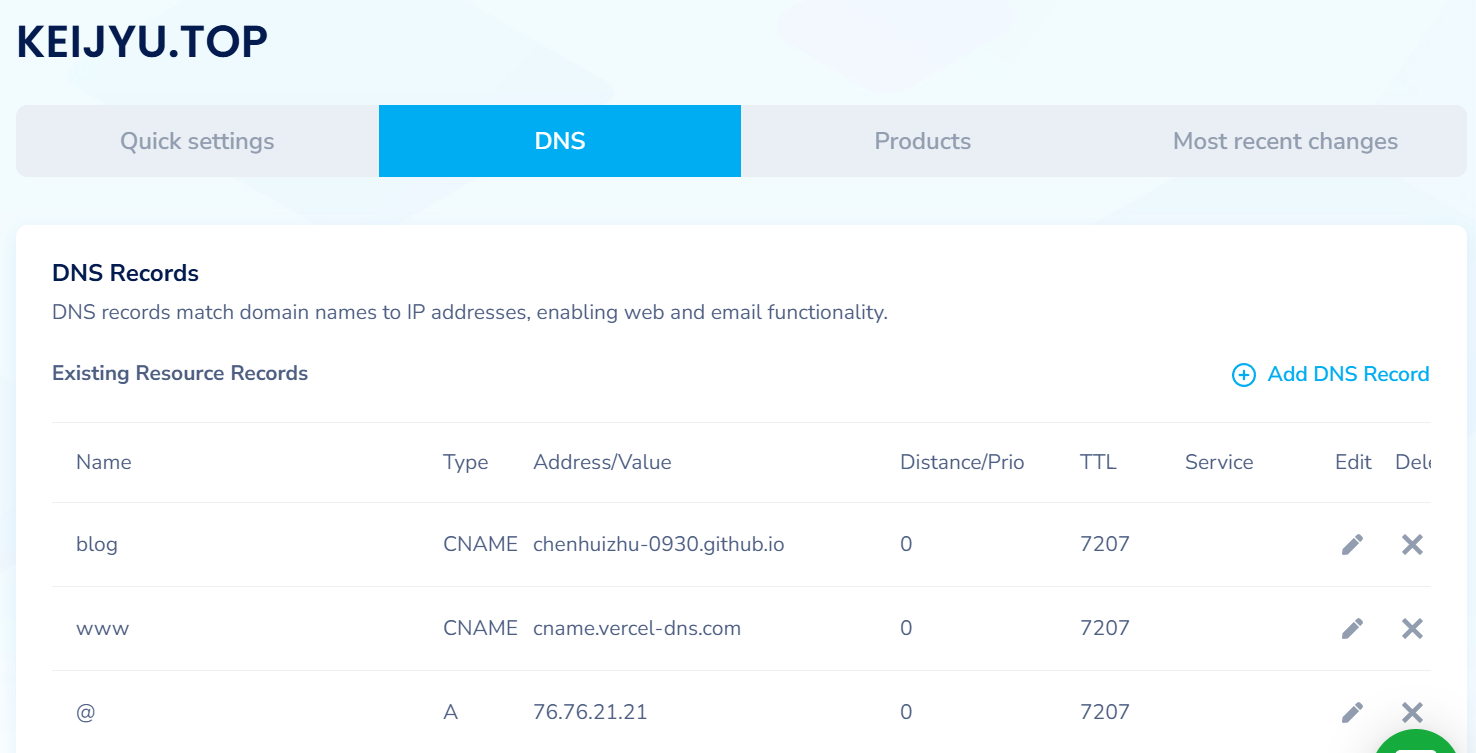 KEIJYU.TOP
Quick settings DNS Products Most recent changes
DNS Records
DNS records match domain names to IP addresses, enabling web and email functionality.
Existing Resource Records Add DNS Record
Name Type Address/Value Distance/Prio TTL Service Edit
blog CNAME chenhuizhu-0930.github.io 0 7207
www CNAME cname.vercel-dns.com 0 7207
@ A 76.76.21.21 0 7207